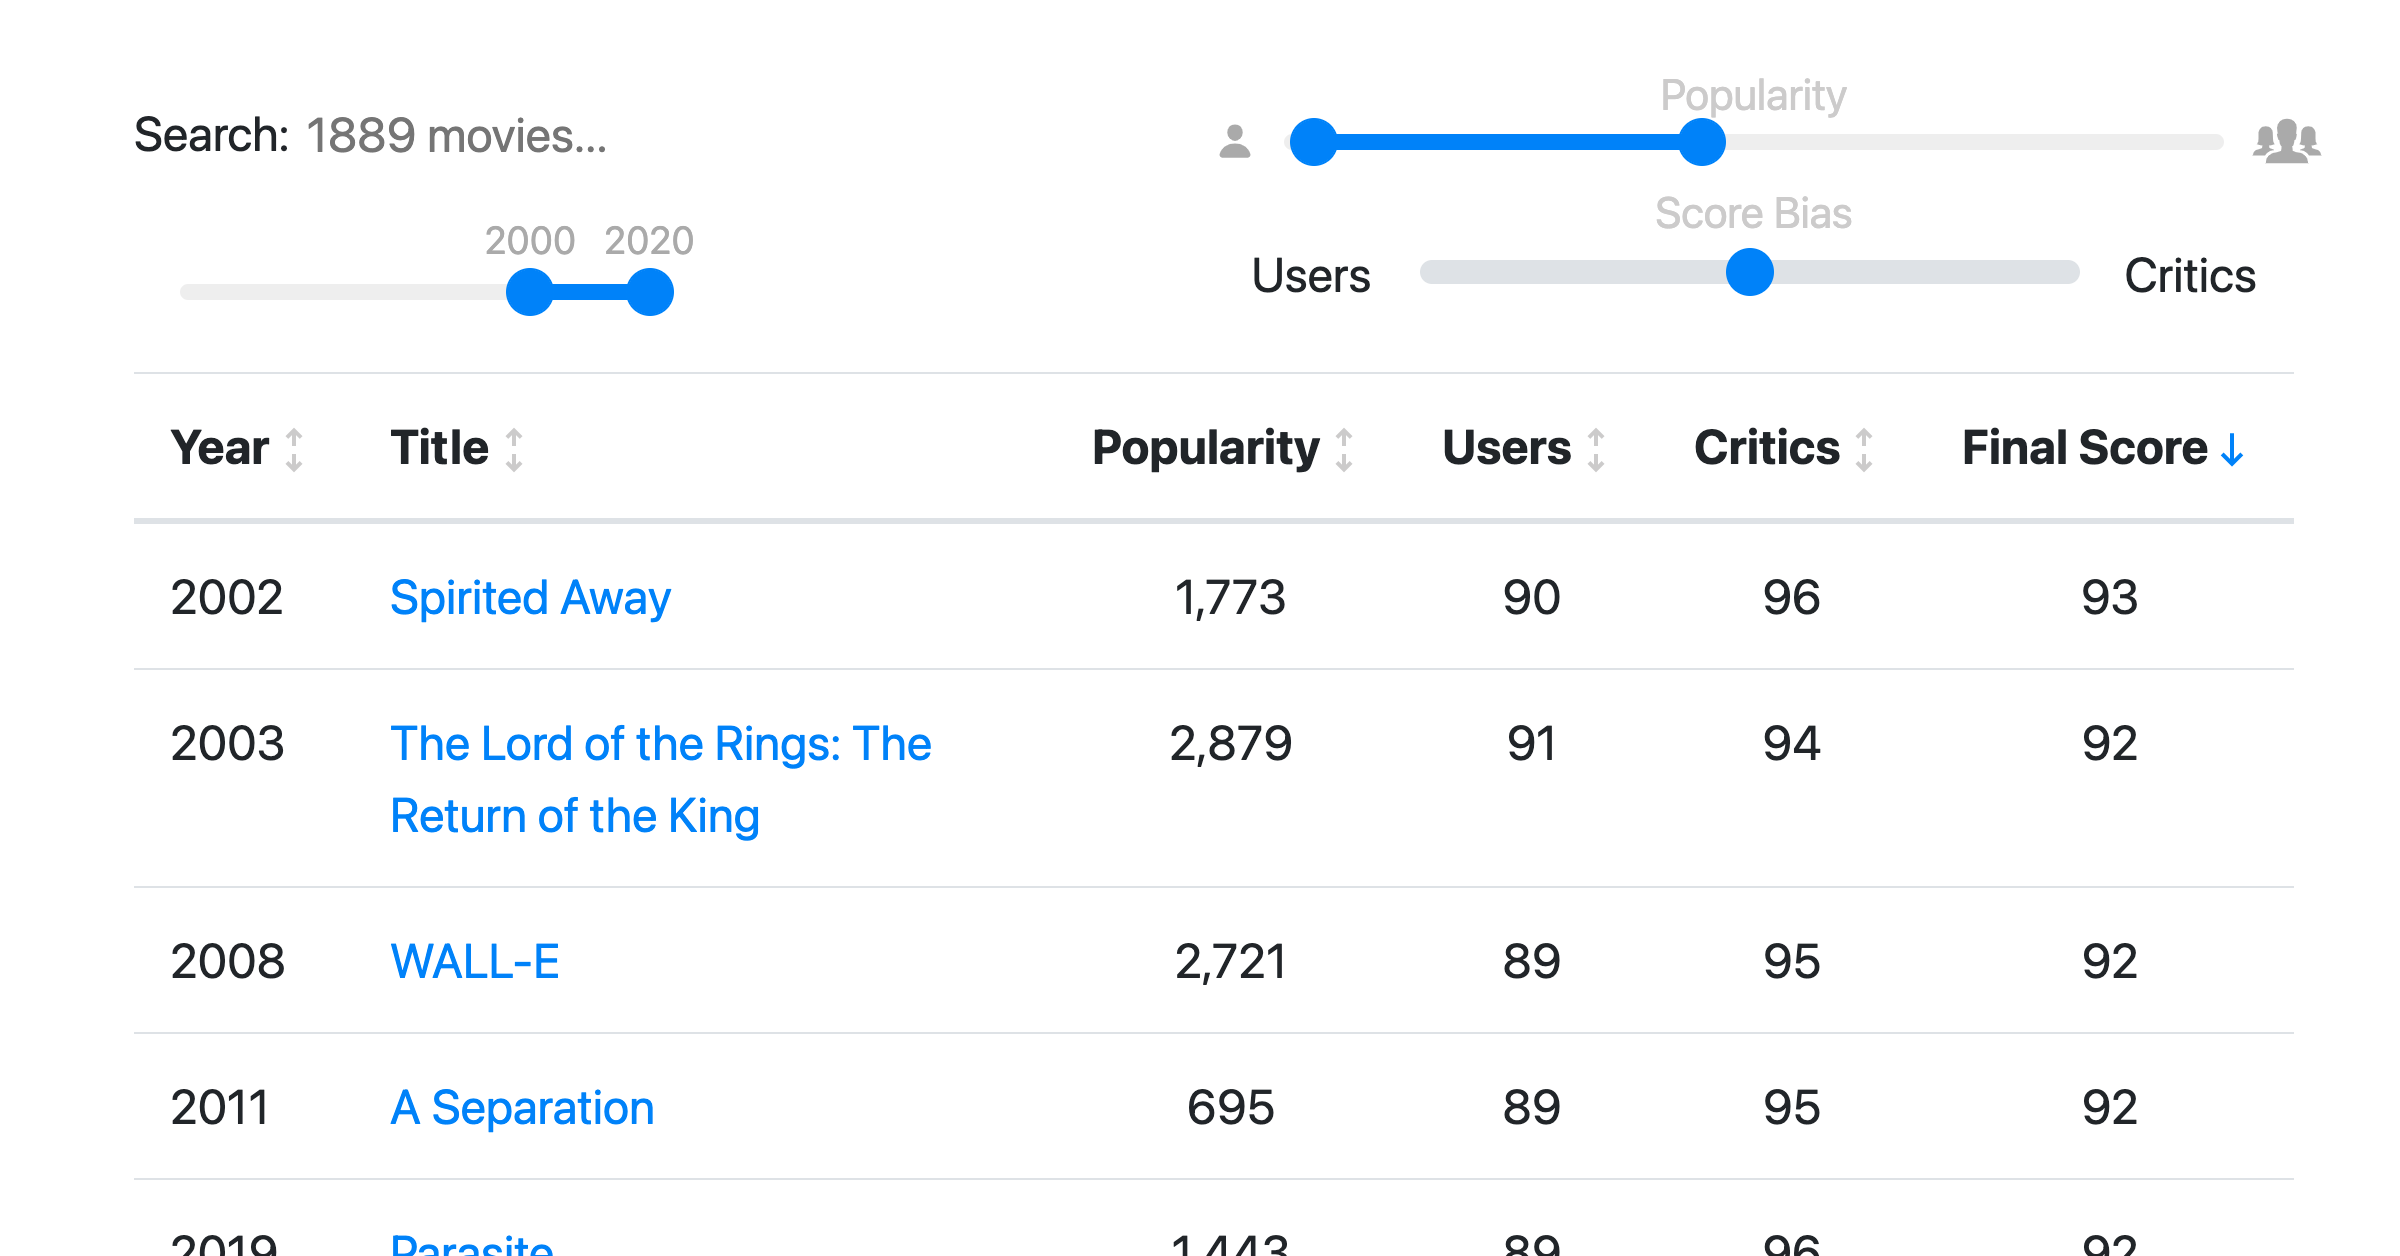 Popularity
Search: 1889 movies...
Score Bias
2000 2020
Users Critics
Year Title Popularity Users Critics Final Score
2002 Spirited Away 1,773 90 96 93
2003 The Lord of the Rings: The 2,879 91 94 92
Return of the King
2008 WALL-E 2,721 89 95 92
2011 A Separation 695 89 95 92
2019 Parasite 1,443 89 96 92